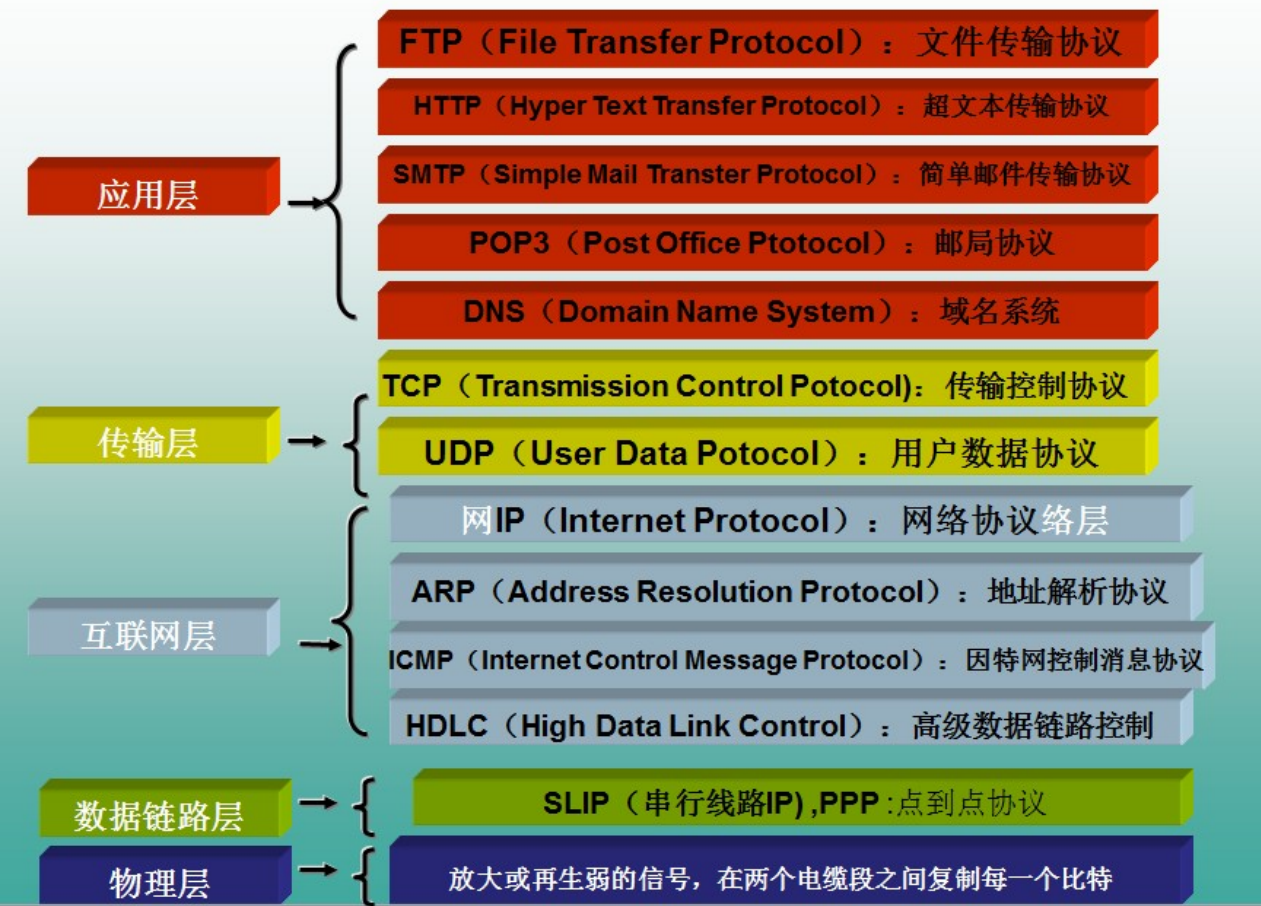 FTP（File Transfer Protocol）：文件传输协议
HTTP（Hyper Text Transfer Protocol）：超文本传输协议
应用层
SMTP（Simple Mail Transter Protocol）：简单邮件传输协议
POP3（Post Office Ptotocol）：邮局协议
DNS（Domain Name System）：域名系统
TCP（Transmission Control Potocol)：传输控制协议
传输层
UDP（User Data Potocol）：用户数据协议
网IP（Internet Protocol）：网络协议络层
ARP（Address Resolution Protocol）：地址解析协议
互联网层
ICMP（Internet Control Message Protocol）：因特网控制消息协议
HDLC（High Data Link Control）：高级数据链路控制
数据链路层
SLIP（串行线路IP) ,PPP :点到点协议
物理层
放大或再生弱的信号，在两个电缆段之间复制每一个比特